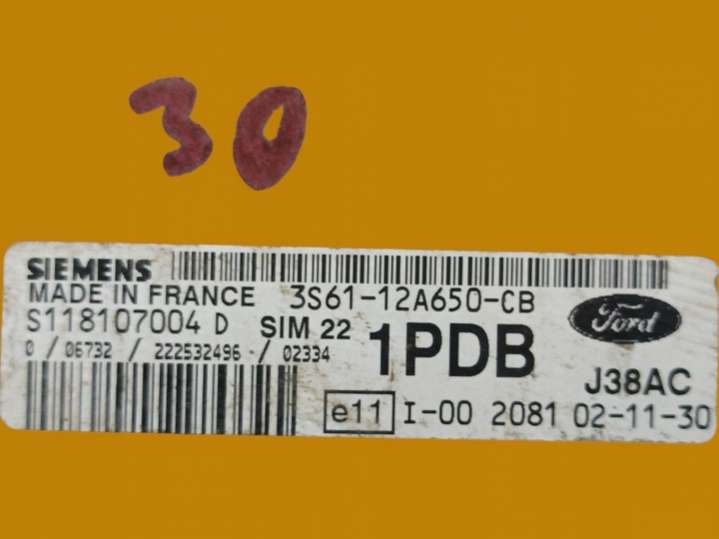 30
SIEMENS
MADE IN FRANCE 3S61-12A650-CB
Ford
S118107004 D SIM 22 1PDB
0 / 06732 / 222532496 / 02334
J38AC
e11 I-00 2081 02-11-30